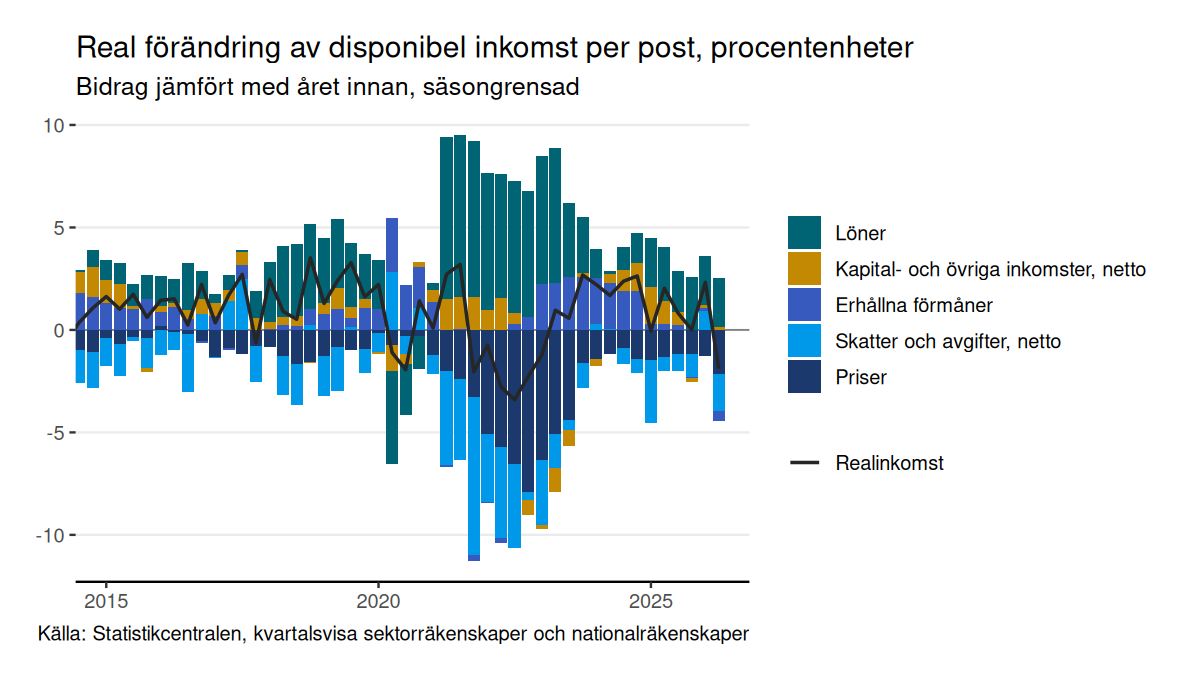 Real förändring av disponibel inkomst per post, procentenheter
Bidrag jämfört med året innan, säsongrensad
10
5
0
-5
-10
2015
2020
2025
Löner
Kapital- och övriga inkomster, netto
Erhållna förmåner
Skatter och avgifter, netto
Priser
Realinkomst
Källa: Statistikcentralen, kvartalsvisa sektorräkenskaper och nationalräkenskaper